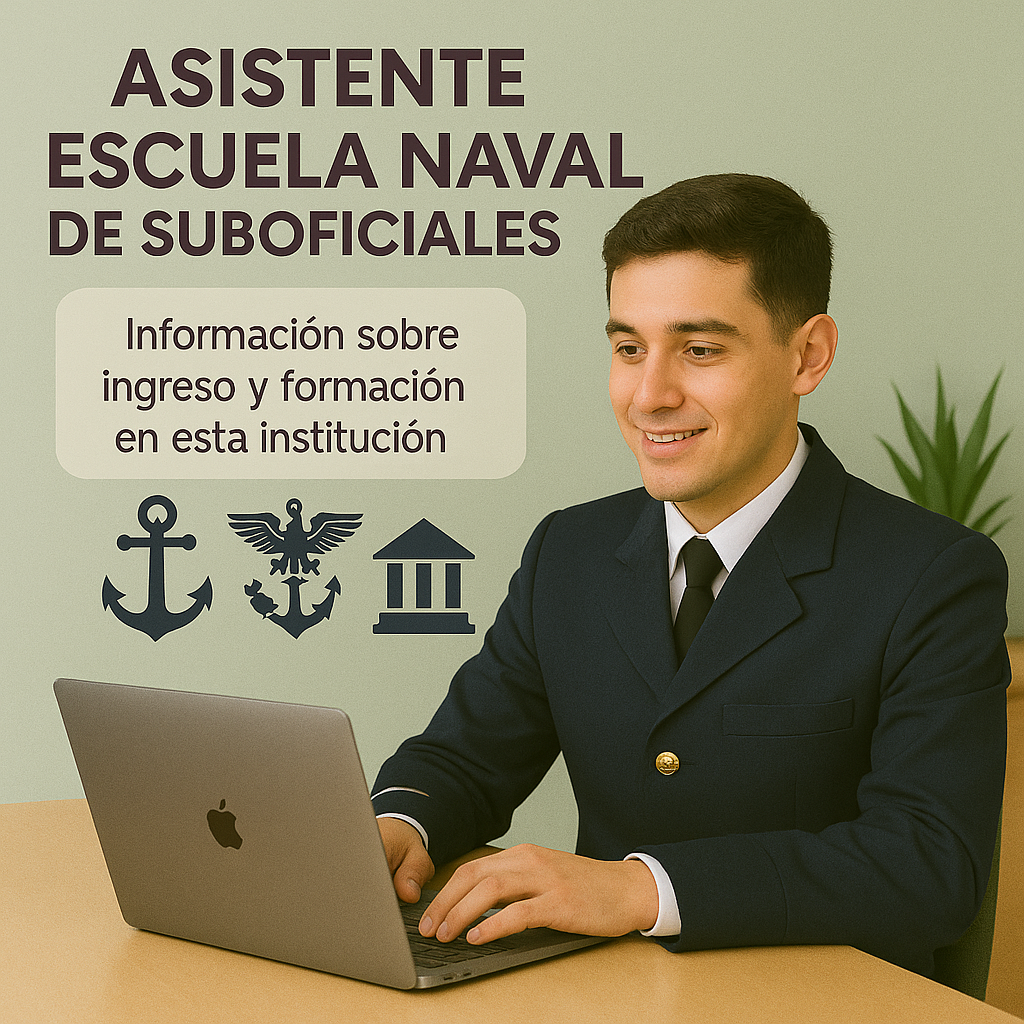 ASISTENTE
ESCUELA NAVAL
DE SUBOFICIALES
Información sobre
ingreso y formación
en esta institución